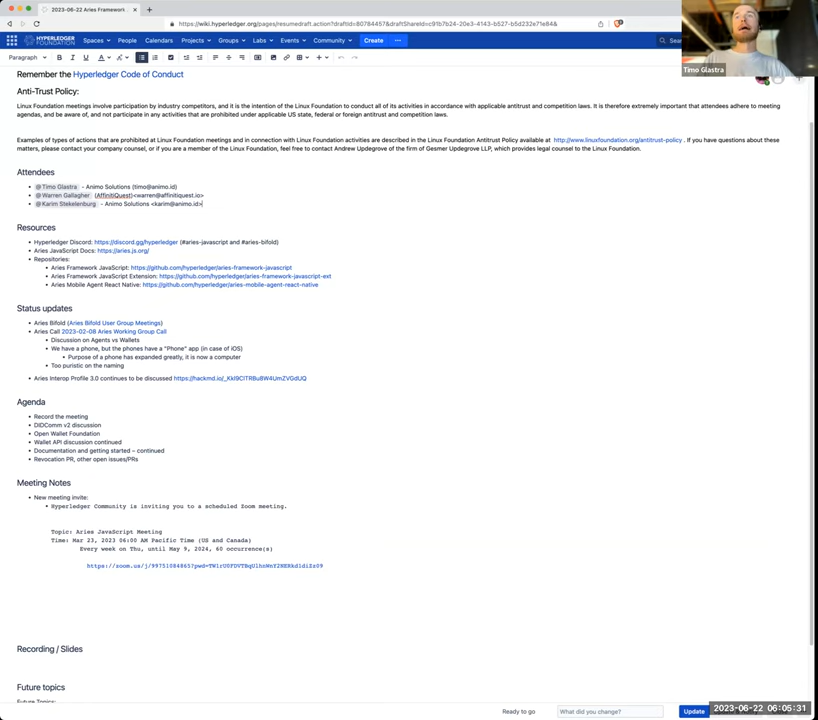 2023-06-22 Aries Framework
https://wiki.hyperledger.org/pages/resumedraft.action?draftId=80784457&draftShareId=c91b7b24-20e3-4143-b527-b5d232e71e84&
HYPERLEDGER FOUNDATION Spaces People Calendars Projects Groups Labs Events Community ··· Create Sea
Paragraph B I U A
Timo Glastra
Remember the Hyperledger Code of Conduct
Anti-Trust Policy:
Linux Foundation meetings involve participation by industry competitors, and it is the intention of the Linux Foundation to conduct all of its activities in accordance with applicable antitrust and competition laws. It is therefore extremely important that attendees adhere to meeting
agendas, and be aware of, and not participate in any activities that are prohibited under applicable US state, federal or foreign antitrust and competition laws.
Examples of types of actions that are prohibited at Linux Foundation meetings and in connection with Linux Foundation activities are described in the Linux Foundation Antitrust Policy available at http://www.linuxfoundation.org/antitrust-policy . If you have questions about these
matters, please contact your company counsel, or if you are a member of the Linux Foundation, feel free to contact Andrew Updegrove of the firm of Gesmer Updegrove LLP, which provides legal counsel to the Linux Foundation.
Attendees
• @Timo Glastra - Animo Solutions (timo@animo.id)
• @Warren Gallagher (AffinitiQuest)<warren@affinitiquest.io>
• @Karim Stekelenburg - Animo Solutions <karim@animo.id>
Resources
• Hyperledger Discord: https://discord.gg/hyperledger (#aries-javascript and #aries-bifold)
• Aries JavaScript Docs: https://aries.js.org/
• Repositories:
• Aries Framework JavaScript: https://github.com/hyperledger/aries-framework-javascript
• Aries Framework JavaScript Extension: https://github.com/hyperledger/aries-framework-javascript-ext
• Aries Mobile Agent React Native: https://github.com/hyperledger/aries-mobile-agent-react-native
Status updates
• Aries Bifold (Aries Bifold User Group Meetings)
• Aries Call 2023-02-08 Aries Working Group Call
• Discussion on Agents vs Wallets
• We have a phone, but the phones have a "Phone" app (in case of iOS)
• Purpose of a phone has expanded greatly, it is now a computer
• Too puristic on the naming
• Aries Interop Profile 3.0 continues to be discussed https://hackmd.io/_Kkl9ClTRBu8W4UmZVGdUQ
Agenda
• Record the meeting
• DIDComm v2 discussion
• Open Wallet Foundation
• Wallet API discussion continued
• Documentation and getting started – continued
• Revocation PR, other open issues/PRs
Meeting Notes
• New meeting invite:
• Hyperledger Community is inviting you to a scheduled Zoom meeting.
Topic: Aries JavaScript Meeting
Time: Mar 23, 2023 06:00 AM Pacific Time (US and Canada)
Every week on Thu, until May 9, 2024, 60 occurrence(s)
https://zoom.us/j/99751084865?pwd=TW1rU0FDVTBqUlhnWnY2NERkd1diZz09
Recording / Slides
Future topics
Future Topics:
Ready to go What did you change? Update 2023-06-22 06:05:31